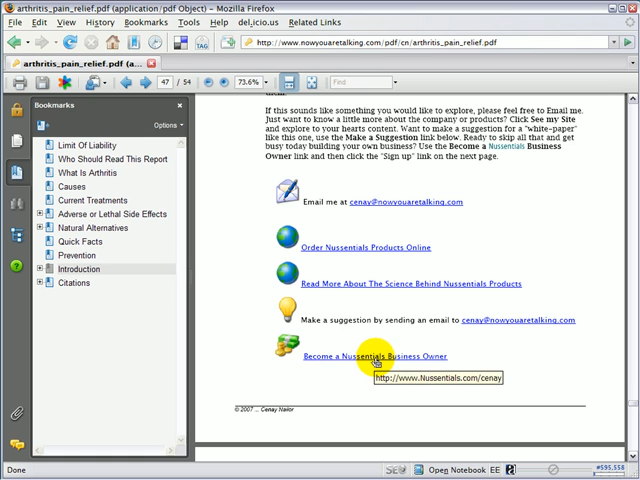 arthritis_pain_relief.pdf (application/pdf Object) - Mozilla Firefox
File Edit View History Bookmarks Tools del.icio.us Related Links
http://www.nowyouretalking.com/pdf/cn/arthritis_pain_relief.pdf
arthritis_pain_relief.pdf (a...
47 / 54 73.6% Find
Bookmarks
Options
Limit Of Liability
Who Should Read This Report
What Is Arthritis
Causes
Current Treatments
Adverse or Lethal Side Effects
Natural Alternatives
Quick Facts
Prevention
Introduction
Citations
them.
If this sounds like something you would like to explore, please feel free to Email me.
Just want to know a little more about the company or products? Click See my Site
and explore to your hearts content. Want to make a suggestion for a "white-paper"
like this one, use the Make a Suggestion link below. Ready to skip all that and get
busy today building your own business? Use the Become a Nussentials Business
Owner link and then click the "Sign up" link on the next page.
Email me at cenay@nowyouaretalking.com
Order Nussentials Products Online
Read More About The Science Behind Nussentials Products
Make a suggestion by sending an email to cenay@nowyouaretalking.com
Become a Nussentials Business Owner
http://www.Nussentials.com/cenay
© 2007 ... Cenay Nailor
Done
Open Notebook EE
#595,558